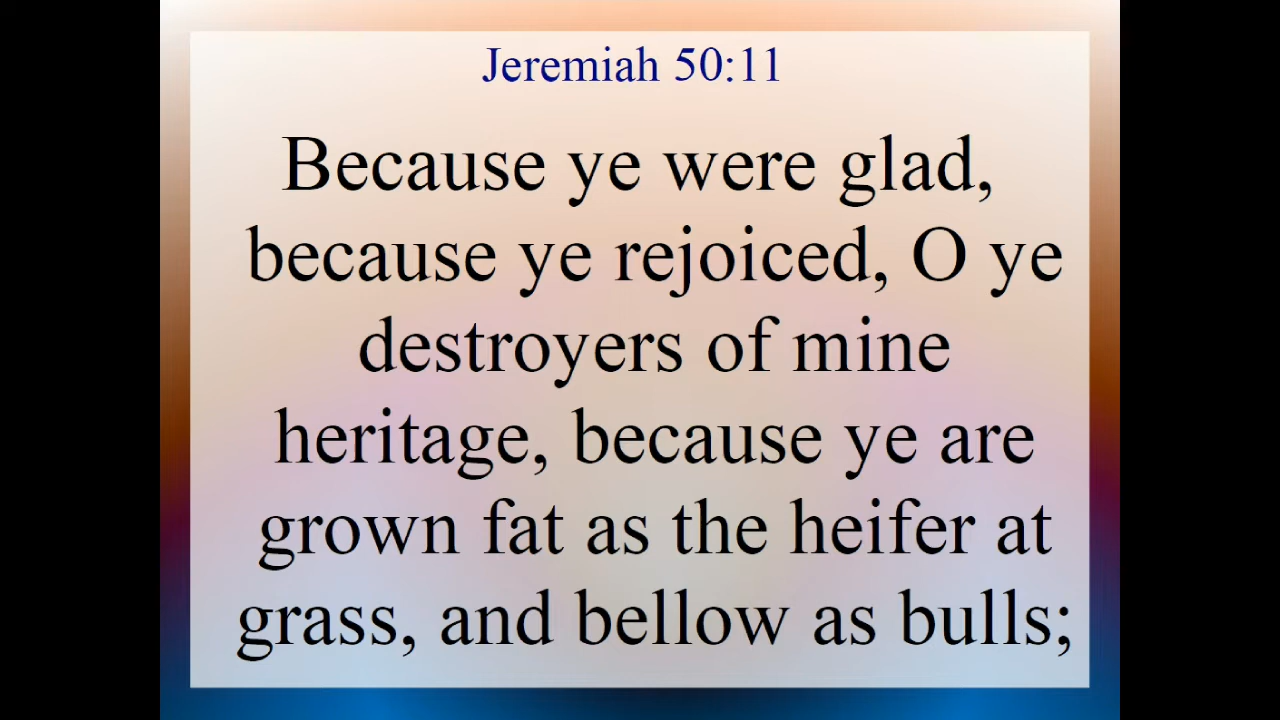 Jeremiah 50:11
Because ye were glad,
because ye rejoiced, O ye
destroyers of mine
heritage, because ye are
grown fat as the heifer at
grass, and bellow as bulls;